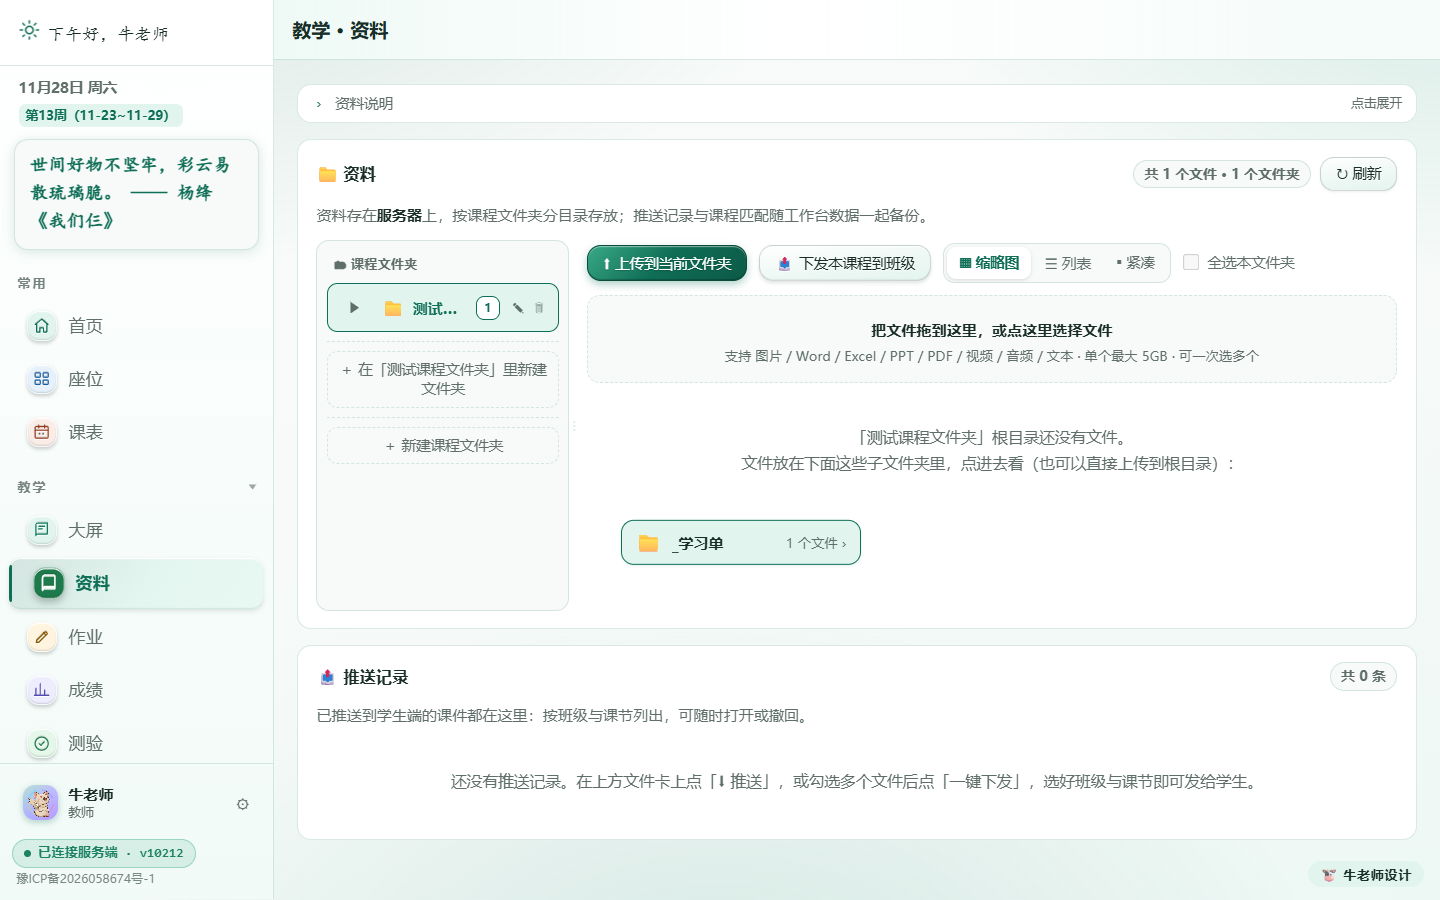 下午好，牛老师
11月28日 周六
第13周（11-23~11-29）
世间好物不坚牢，彩云易
散琉璃脆。 —— 杨绛
《我们仨》
常用
首页
座位
课表
教学
大屏
资料
作业
成绩
测验
牛老师
教师
已连接服务端 · v10212
豫ICP备2026058674号-1
教学·资料
资料说明
点击展开
资料
共 1 个文件 · 1 个文件夹
刷新
资料存在服务器上，按课程文件夹分目录存放；推送记录与课程匹配随工作台数据一起备份。
课程文件夹
测试... 1
+ 在「测试课程文件夹」里新建
文件夹
+ 新建课程文件夹
上传到当前文件夹
下发本课程到班级
缩略图
列表
紧凑
全选本文件夹
把文件拖到这里，或点这里选择文件
支持 图片 / Word / Excel / PPT / PDF / 视频 / 音频 / 文本 · 单个最大 5GB · 可一次选多个
「测试课程文件夹」根目录还没有文件。
文件放在下面这些子文件夹里，点进去看（也可以直接上传到根目录）：
_学习单
1 个文件 ›
推送记录
共 0 条
已推送到学生端的课件都在这里：按班级与课节列出，可随时打开或撤回。
还没有推送记录。在上方文件卡上点「⬇ 推送」，或勾选多个文件后点「一键下发」，选好班级与课节即可发给学生。
牛老师设计